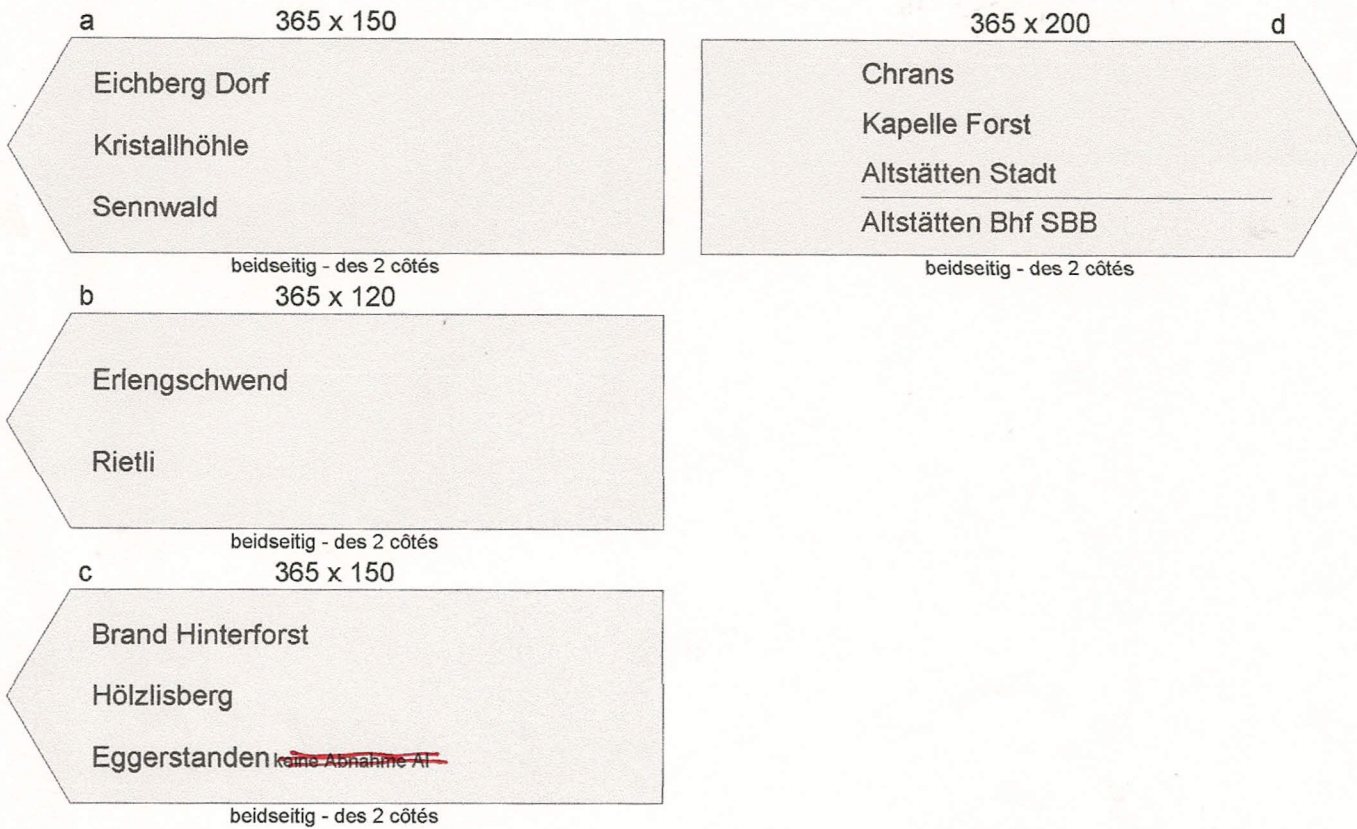 a 365 x 150
Eichberg Dorf
Kristallhöhle
Sennwald
beidseitig - des 2 côtés
b 365 x 120
Erlengschwend
Rietli
beidseitig - des 2 côtés
c 365 x 150
Brand Hinterforst
Hölzlisberg
Eggerstanden keine Abnahme AI
beidseitig - des 2 côtés
365 x 200 d
Chrans
Kapelle Forst
Altstätten Stadt
Altstätten Bhf SBB
beidseitig - des 2 côtés